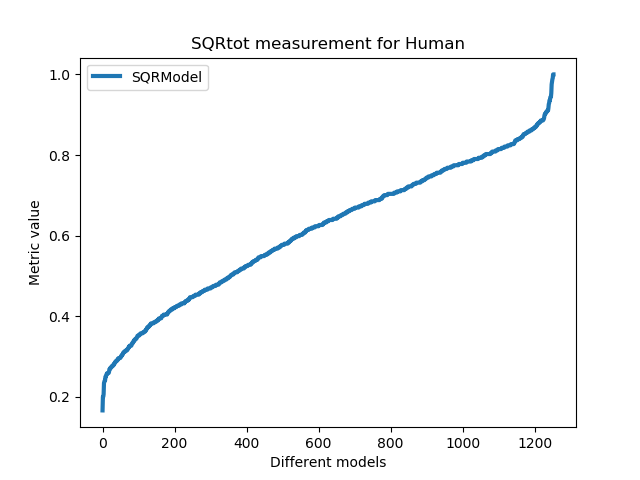 SQRtot measurement for Human
SQRModel
1.0
0.8
0.6
0.4
0.2
Metric value
0 200 400 600 800 1000 1200
Different models